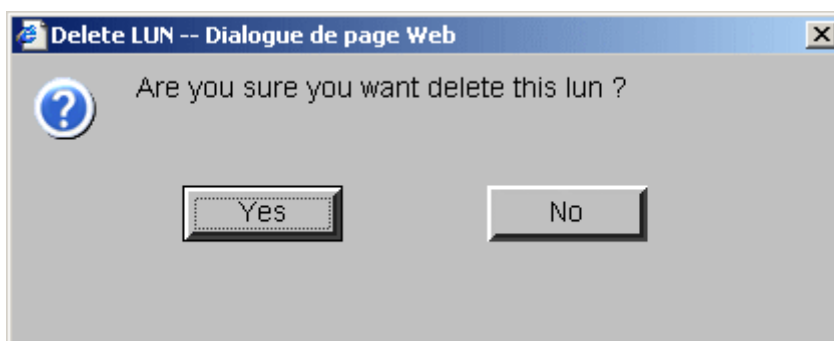 Delete LUN -- Dialogue de page Web
Are you sure you want delete this lun ?
Yes
No